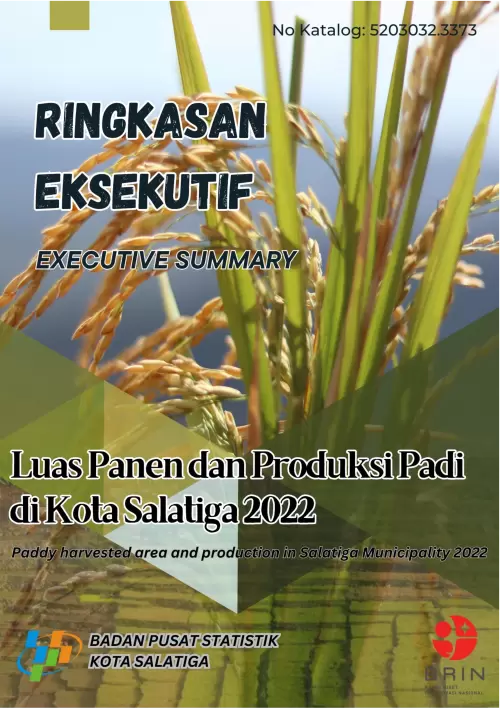 No Katalog: 5203032.3373
RINGKASAN
EKSEKUTIF
EXECUTIVE SUMMARY
Luas Panen dan Produksi Padi
di Kota Salatiga 2022
Paddy harvested area and production in Salatiga Municipality 2022
BADAN PUSAT STATISTIK
KOTA SALATIGA
BRIN
NASIONAL